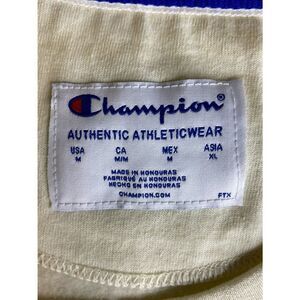 Champion
AUTHENTIC ATHLETICWEAR
USA CA MEX ASIA
M M/M M XL
MADE IN HONDURAS
FABRIQUÉ AU HONDURAS
HECHO EN HONDURAS
CHAMPION.COM FTX